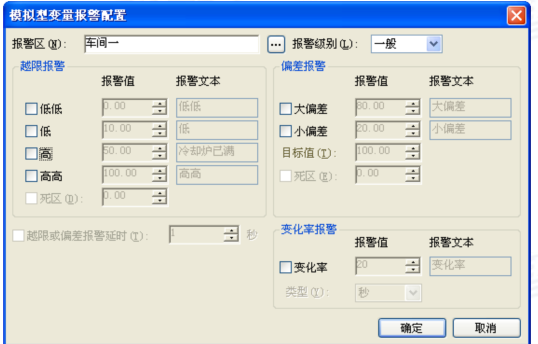 模拟型变量报警配置
报警区(N): 车间一 ... 报警级别(L): 一般
越限报警
报警值 报警文本
低低 0.00 低低
低 10.00 低
高 50.00 冷却炉已满
高高 100.00 高高
死区(D): 0.00
越限或偏差报警延时(T): 1 秒
偏差报警
报警值 报警文本
大偏差 80.00 大偏差
小偏差 20.00 小偏差
目标值(I): 100.00
死区(E): 0.00
变化率报警
报警值 报警文本
变化率 20 变化率
类型(Y): 秒
确定 取消